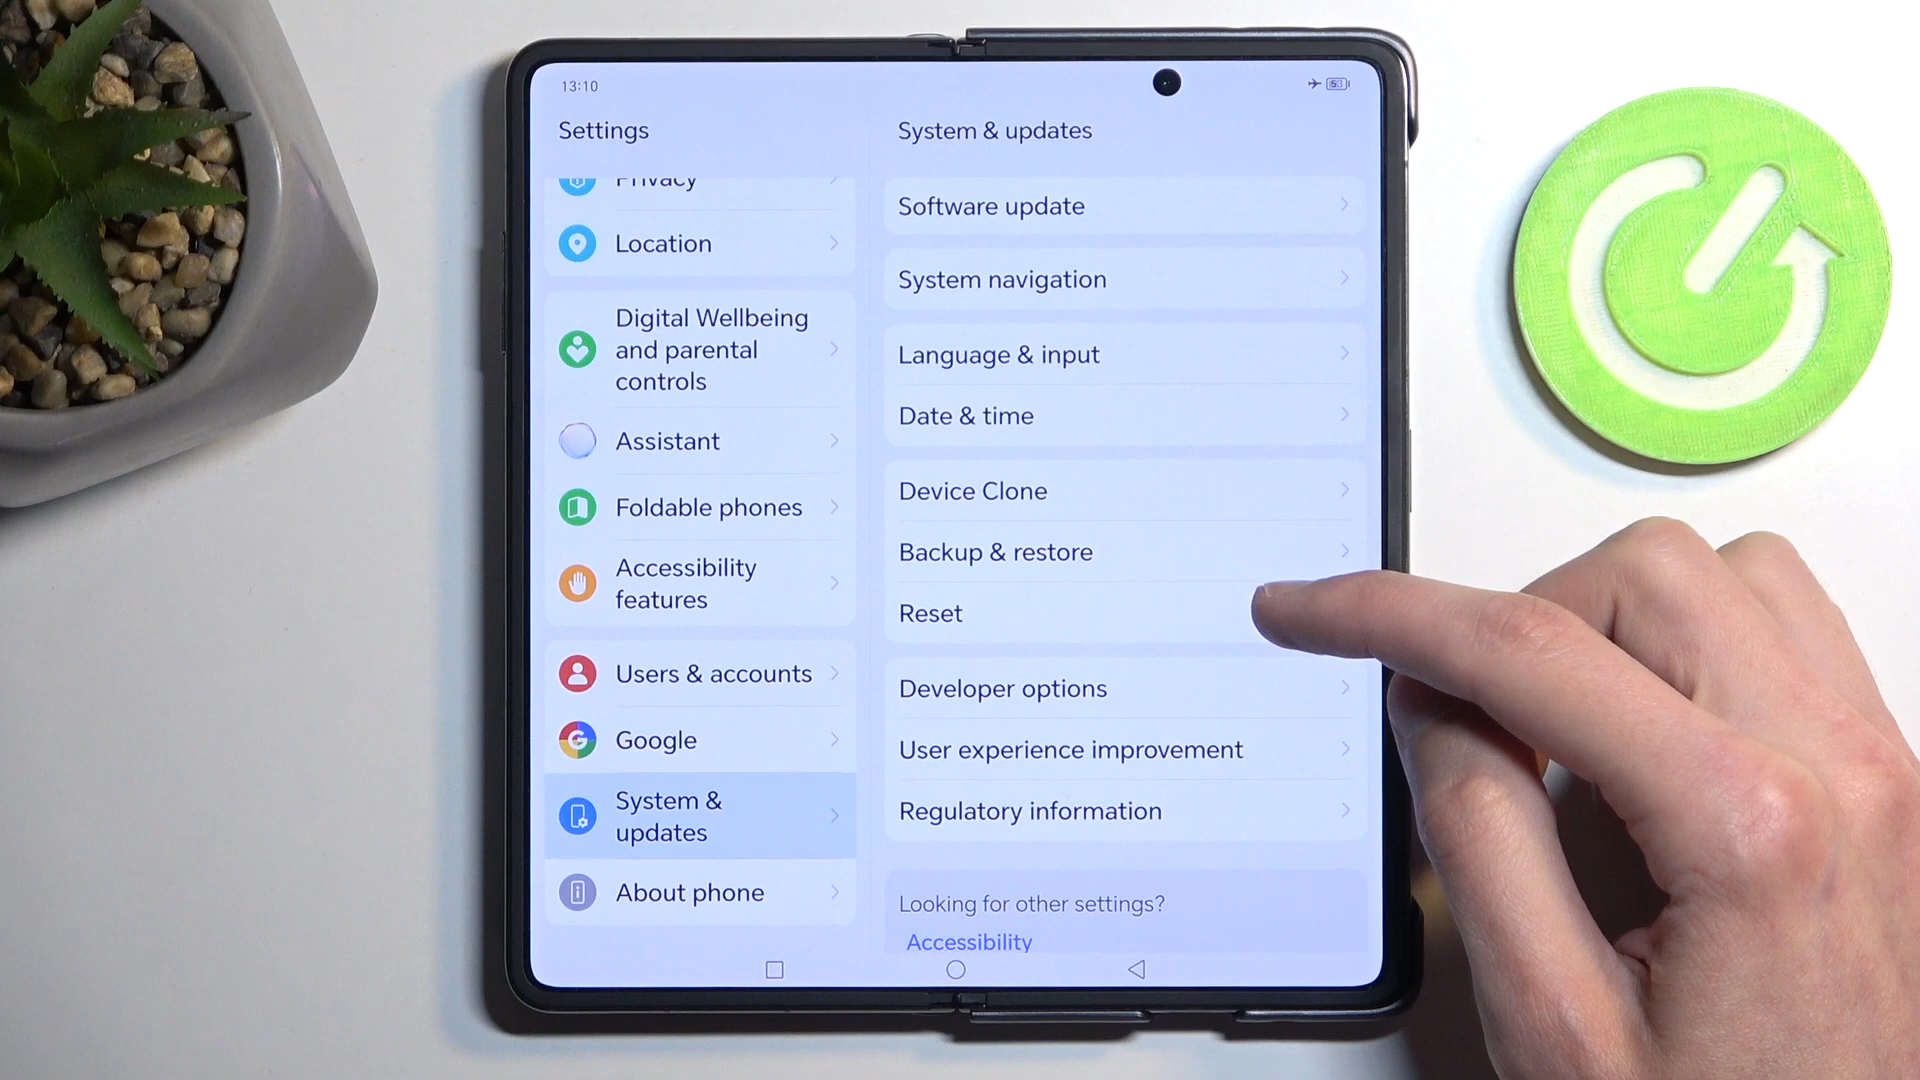 13:10
53
Settings
System & updates
Privacy
Location
Digital Wellbeing
and parental
controls
Assistant
Foldable phones
Accessibility
features
Users & accounts
Google
System &
updates
About phone
Software update
System navigation
Language & input
Date & time
Device Clone
Backup & restore
Reset
Developer options
User experience improvement
Regulatory information
Looking for other settings?
Accessibility